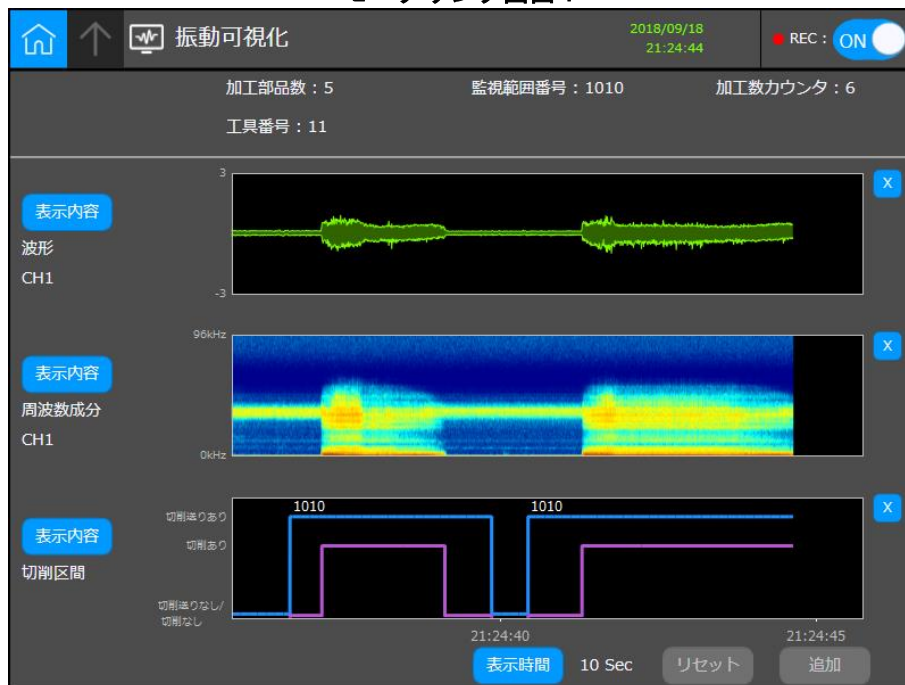 振動可視化
2018/09/18
21:24:44
REC : ON
加工部品数 : 5
監視範囲番号 : 1010
加工数カウンタ : 6
工具番号 : 11
3
X
表示内容
波形
CH1
-3
96kHz
X
表示内容
周波数成分
CH1
0kHz
1010
1010
X
切削送りあり
表示内容
切削あり
切削区間
切削送りなし/
切削なし
21:24:40
21:24:45
表示時間
10 Sec
リセット
追加